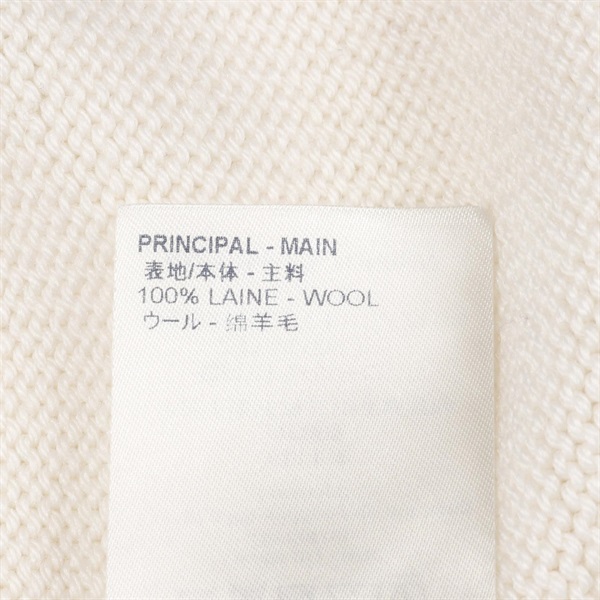 PRINCIPAL - MAIN
表地/本体 - 主料
100% LAINE - WOOL
ウール - 绵羊毛